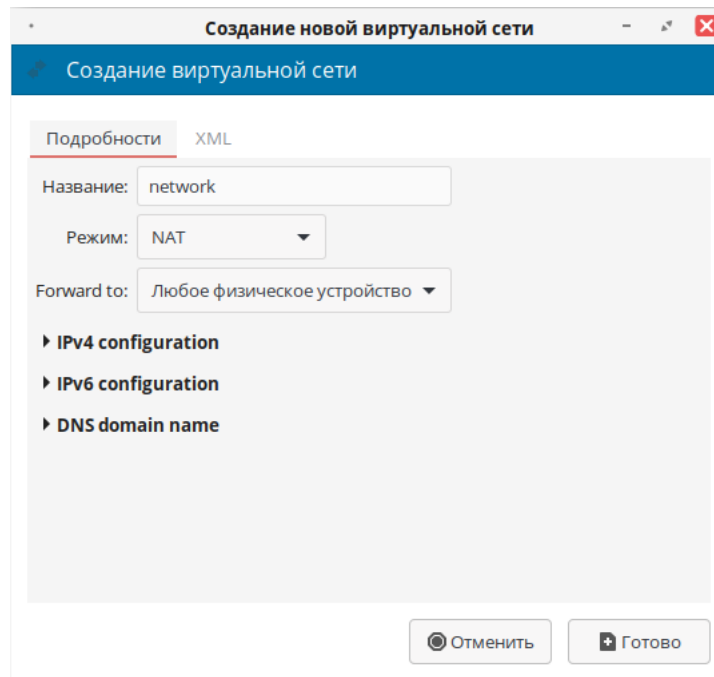 Создание новой виртуальной сети
Создание виртуальной сети
Подробности XML
Название: network
Режим: NAT
Forward to: Любое физическое устройство
IPv4 configuration
IPv6 configuration
DNS domain name
Отменить Готово